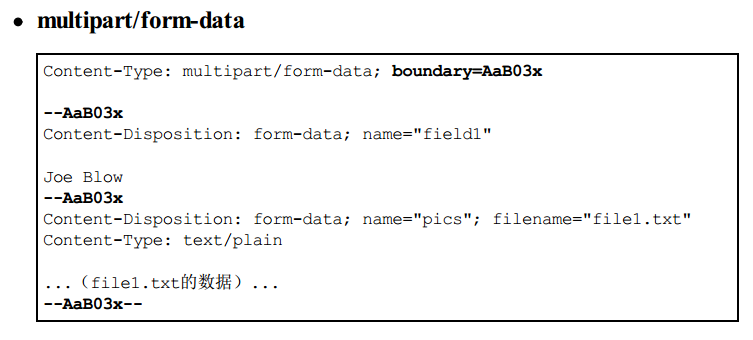 • multipart/form-data
Content-Type: multipart/form-data; boundary=AaB03x
--AaB03x
Content-Disposition: form-data; name="field1"
Joe Blow
--AaB03x
Content-Disposition: form-data; name="pics"; filename="file1.txt"
Content-Type: text/plain
...（file1.txt的数据）...
--AaB03x--